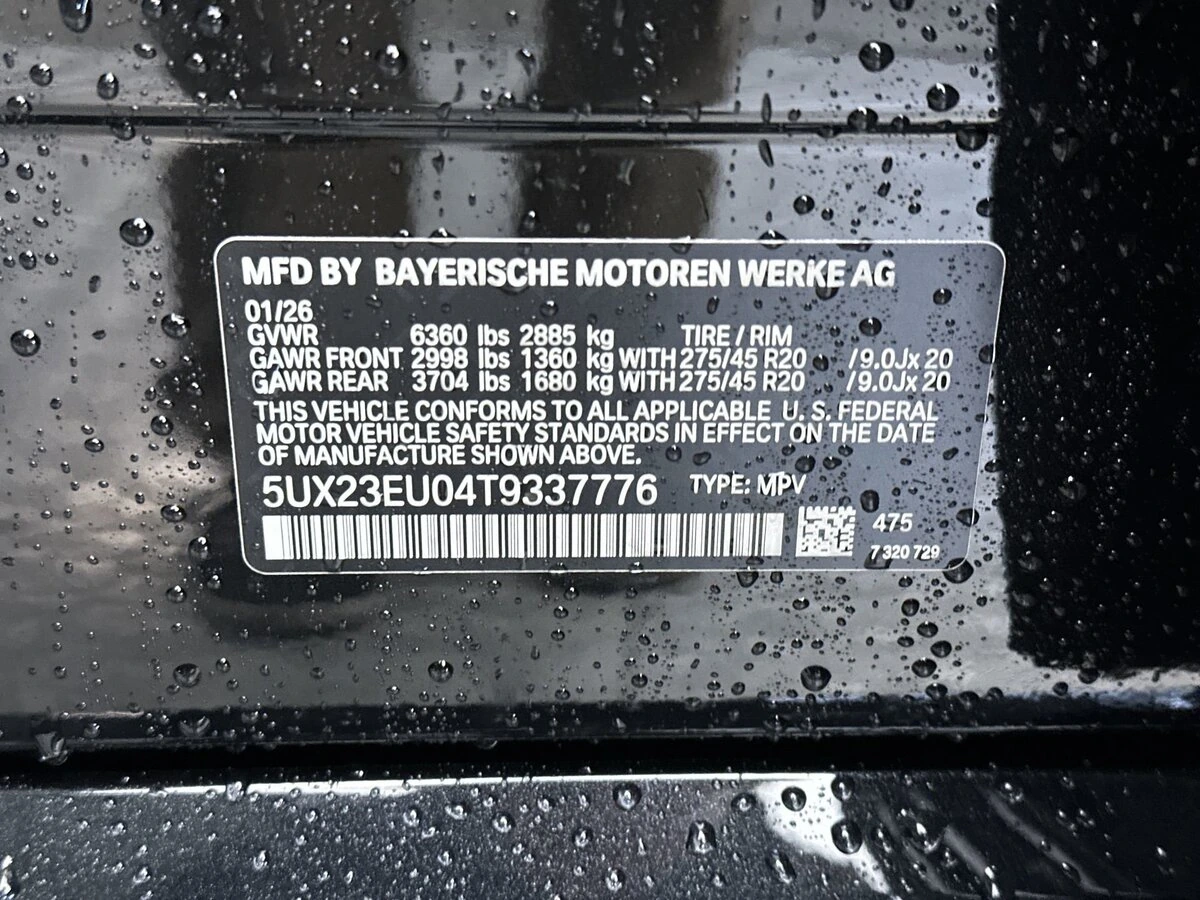 MFD BY BAYERISCHE MOTOREN WERKE AG
01/26
GVWR 6360 lbs 2885 kg TIRE / RIM
GAWR FRONT 2998 lbs 1360 kg WITH 275/45 R20 /9.0Jx 20
GAWR REAR 3704 lbs 1680 kg WITH 275/45 R20 /9.0Jx 20
THIS VEHICLE CONFORMS TO ALL APPLICABLE U. S. FEDERAL
MOTOR VEHICLE SAFETY STANDARDS IN EFFECT ON THE DATE
OF MANUFACTURE SHOWN ABOVE.
5UX23EU04T9337776 TYPE: MPV
475
7 320 729